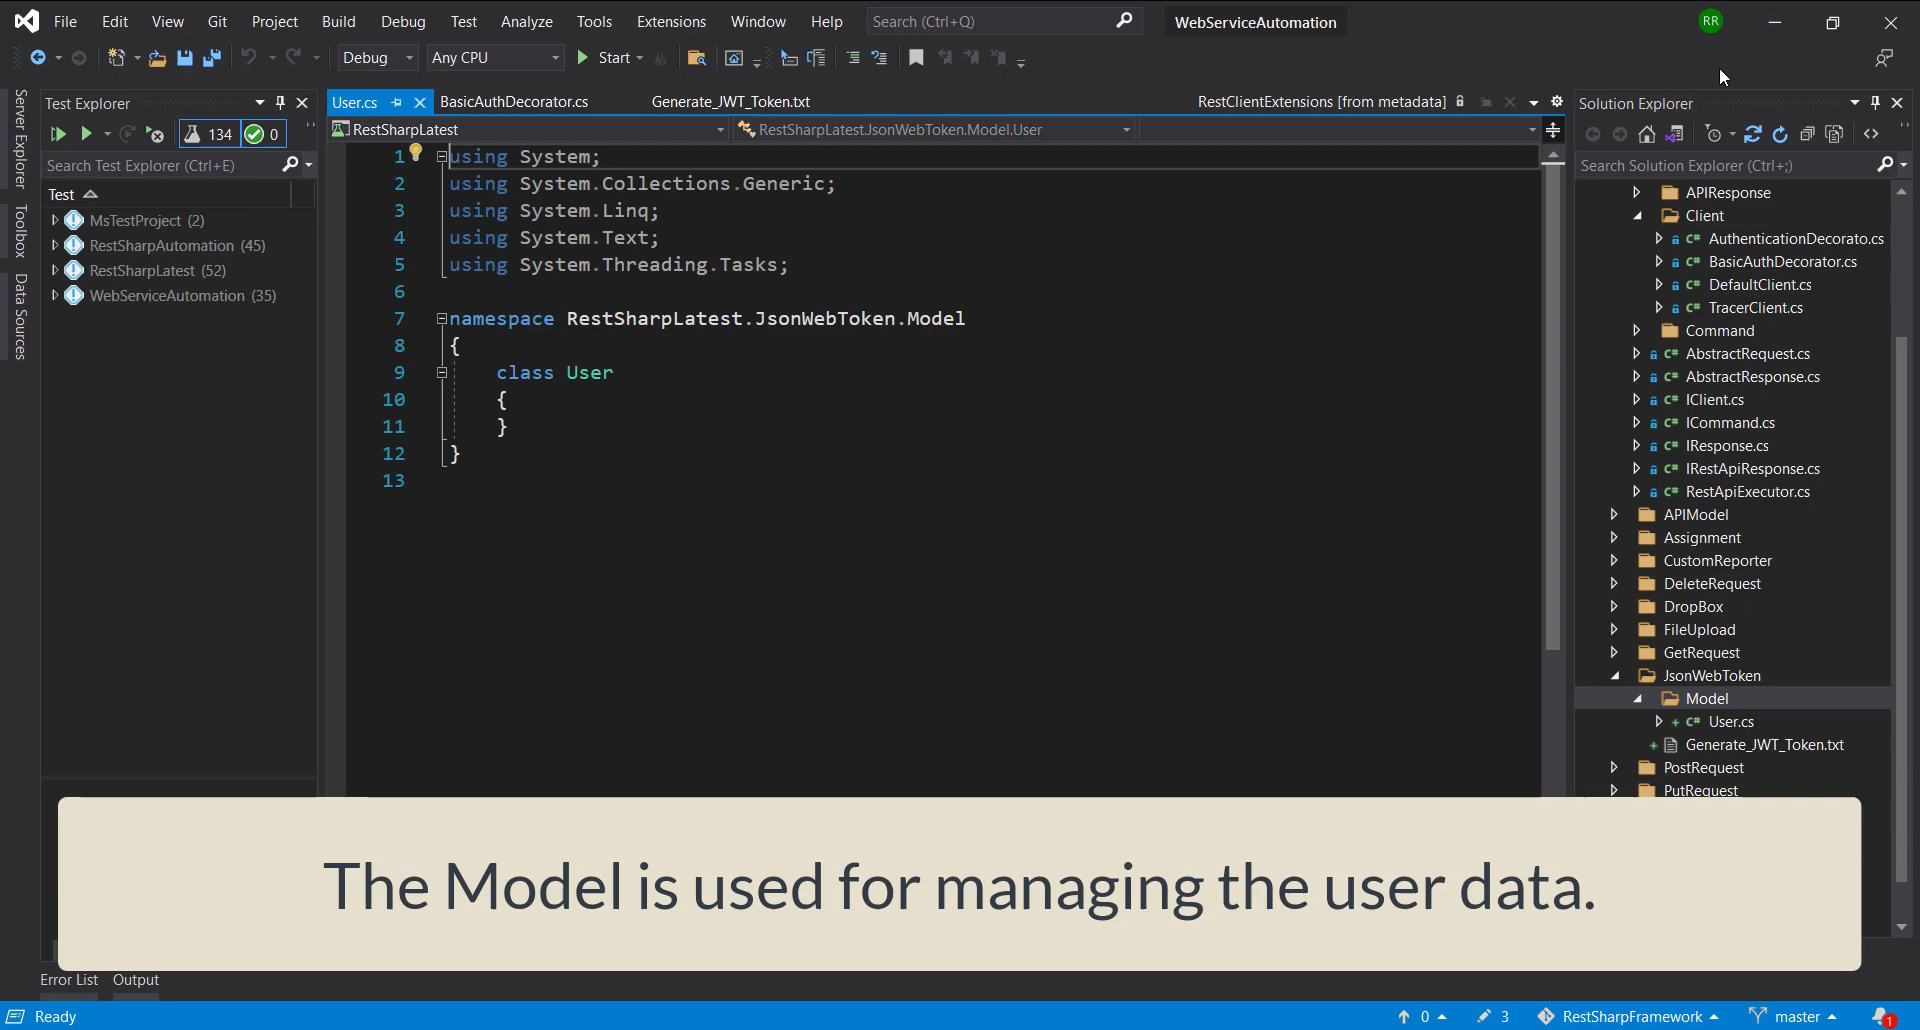 File Edit View Git Project Build Debug Test Analyze Tools Extensions Window Help Search (Ctrl+Q) WebServiceAutomation RR
Debug Any CPU Start
Server Explorer
Toolbox
Data Sources
Test Explorer
134 0
Search Test Explorer (Ctrl+E)
Test
MsTestProject (2)
RestSharpAutomation (45)
RestSharpLatest (52)
WebServiceAutomation (35)
User.cs BasicAuthDecorator.cs Generate_JWT_Token.txt RestClientExtensions [from metadata]
RestSharpLatest RestSharpLatest.JsonWebToken.Model.User
1 using System;
2 using System.Collections.Generic;
3 using System.Linq;
4 using System.Text;
5 using System.Threading.Tasks;
6
7 namespace RestSharpLatest.JsonWebToken.Model
8 {
9 class User
10 {
11 }
12 }
13
Solution Explorer
Search Solution Explorer (Ctrl+;)
APIResponse
Client
AuthenticationDecorato.cs
BasicAuthDecorator.cs
DefaultClient.cs
TracerClient.cs
Command
AbstractRequest.cs
AbstractResponse.cs
IClient.cs
ICommand.cs
IResponse.cs
IRestApiResponse.cs
RestApiExecutor.cs
APIModel
Assignment
CustomReporter
DeleteRequest
DropBox
FileUpload
GetRequest
JsonWebToken
Model
User.cs
Generate_JWT_Token.txt
PostRequest
PutRequest
The Model is used for managing the user data.
Error List Output
Ready 0 3 RestSharpFramework master 1